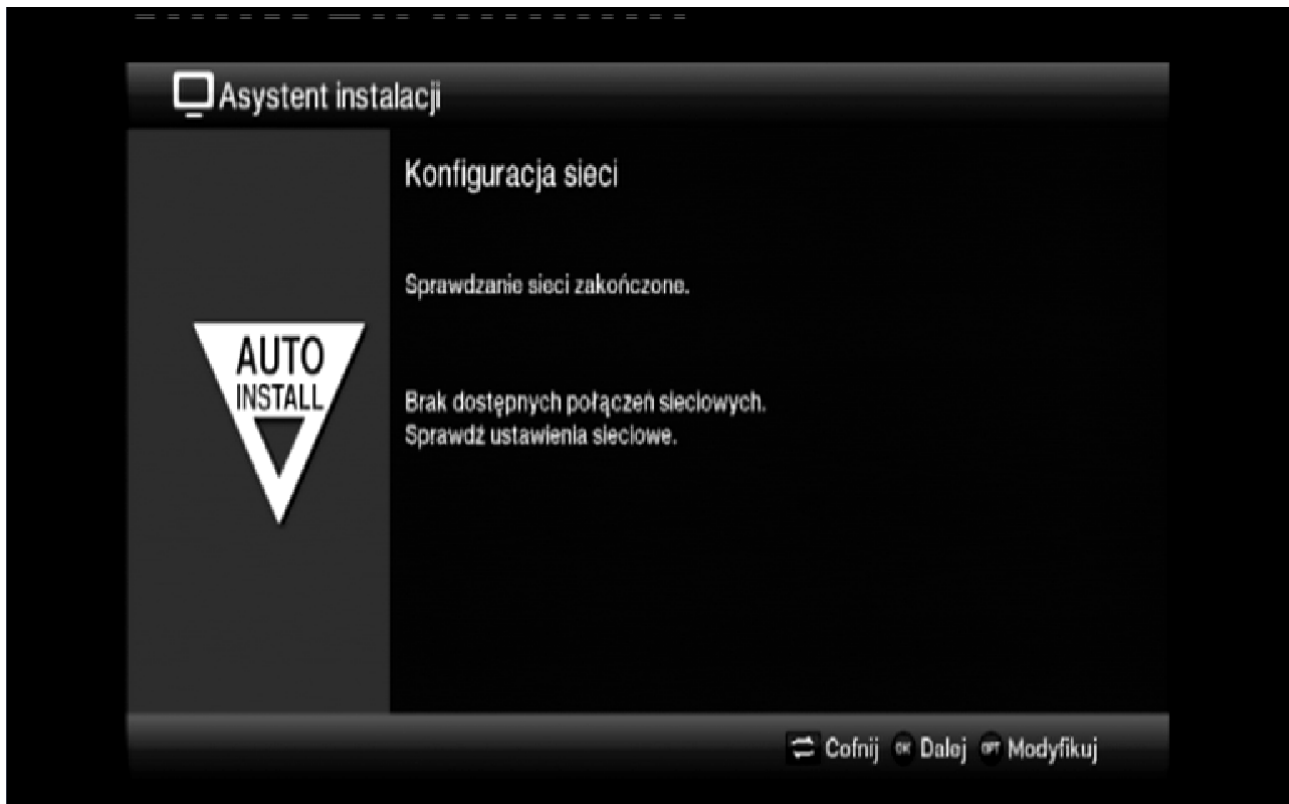 Asystent instalacji
Konfiguracja sieci
Sprawdzanie sieci zakończone.
AUTO
INSTALL
Brak dostępnych połączeń sieciowych.
Sprawdź ustawienia sieciowe.
Cofnij OK Dalej OPT Modyfikuj